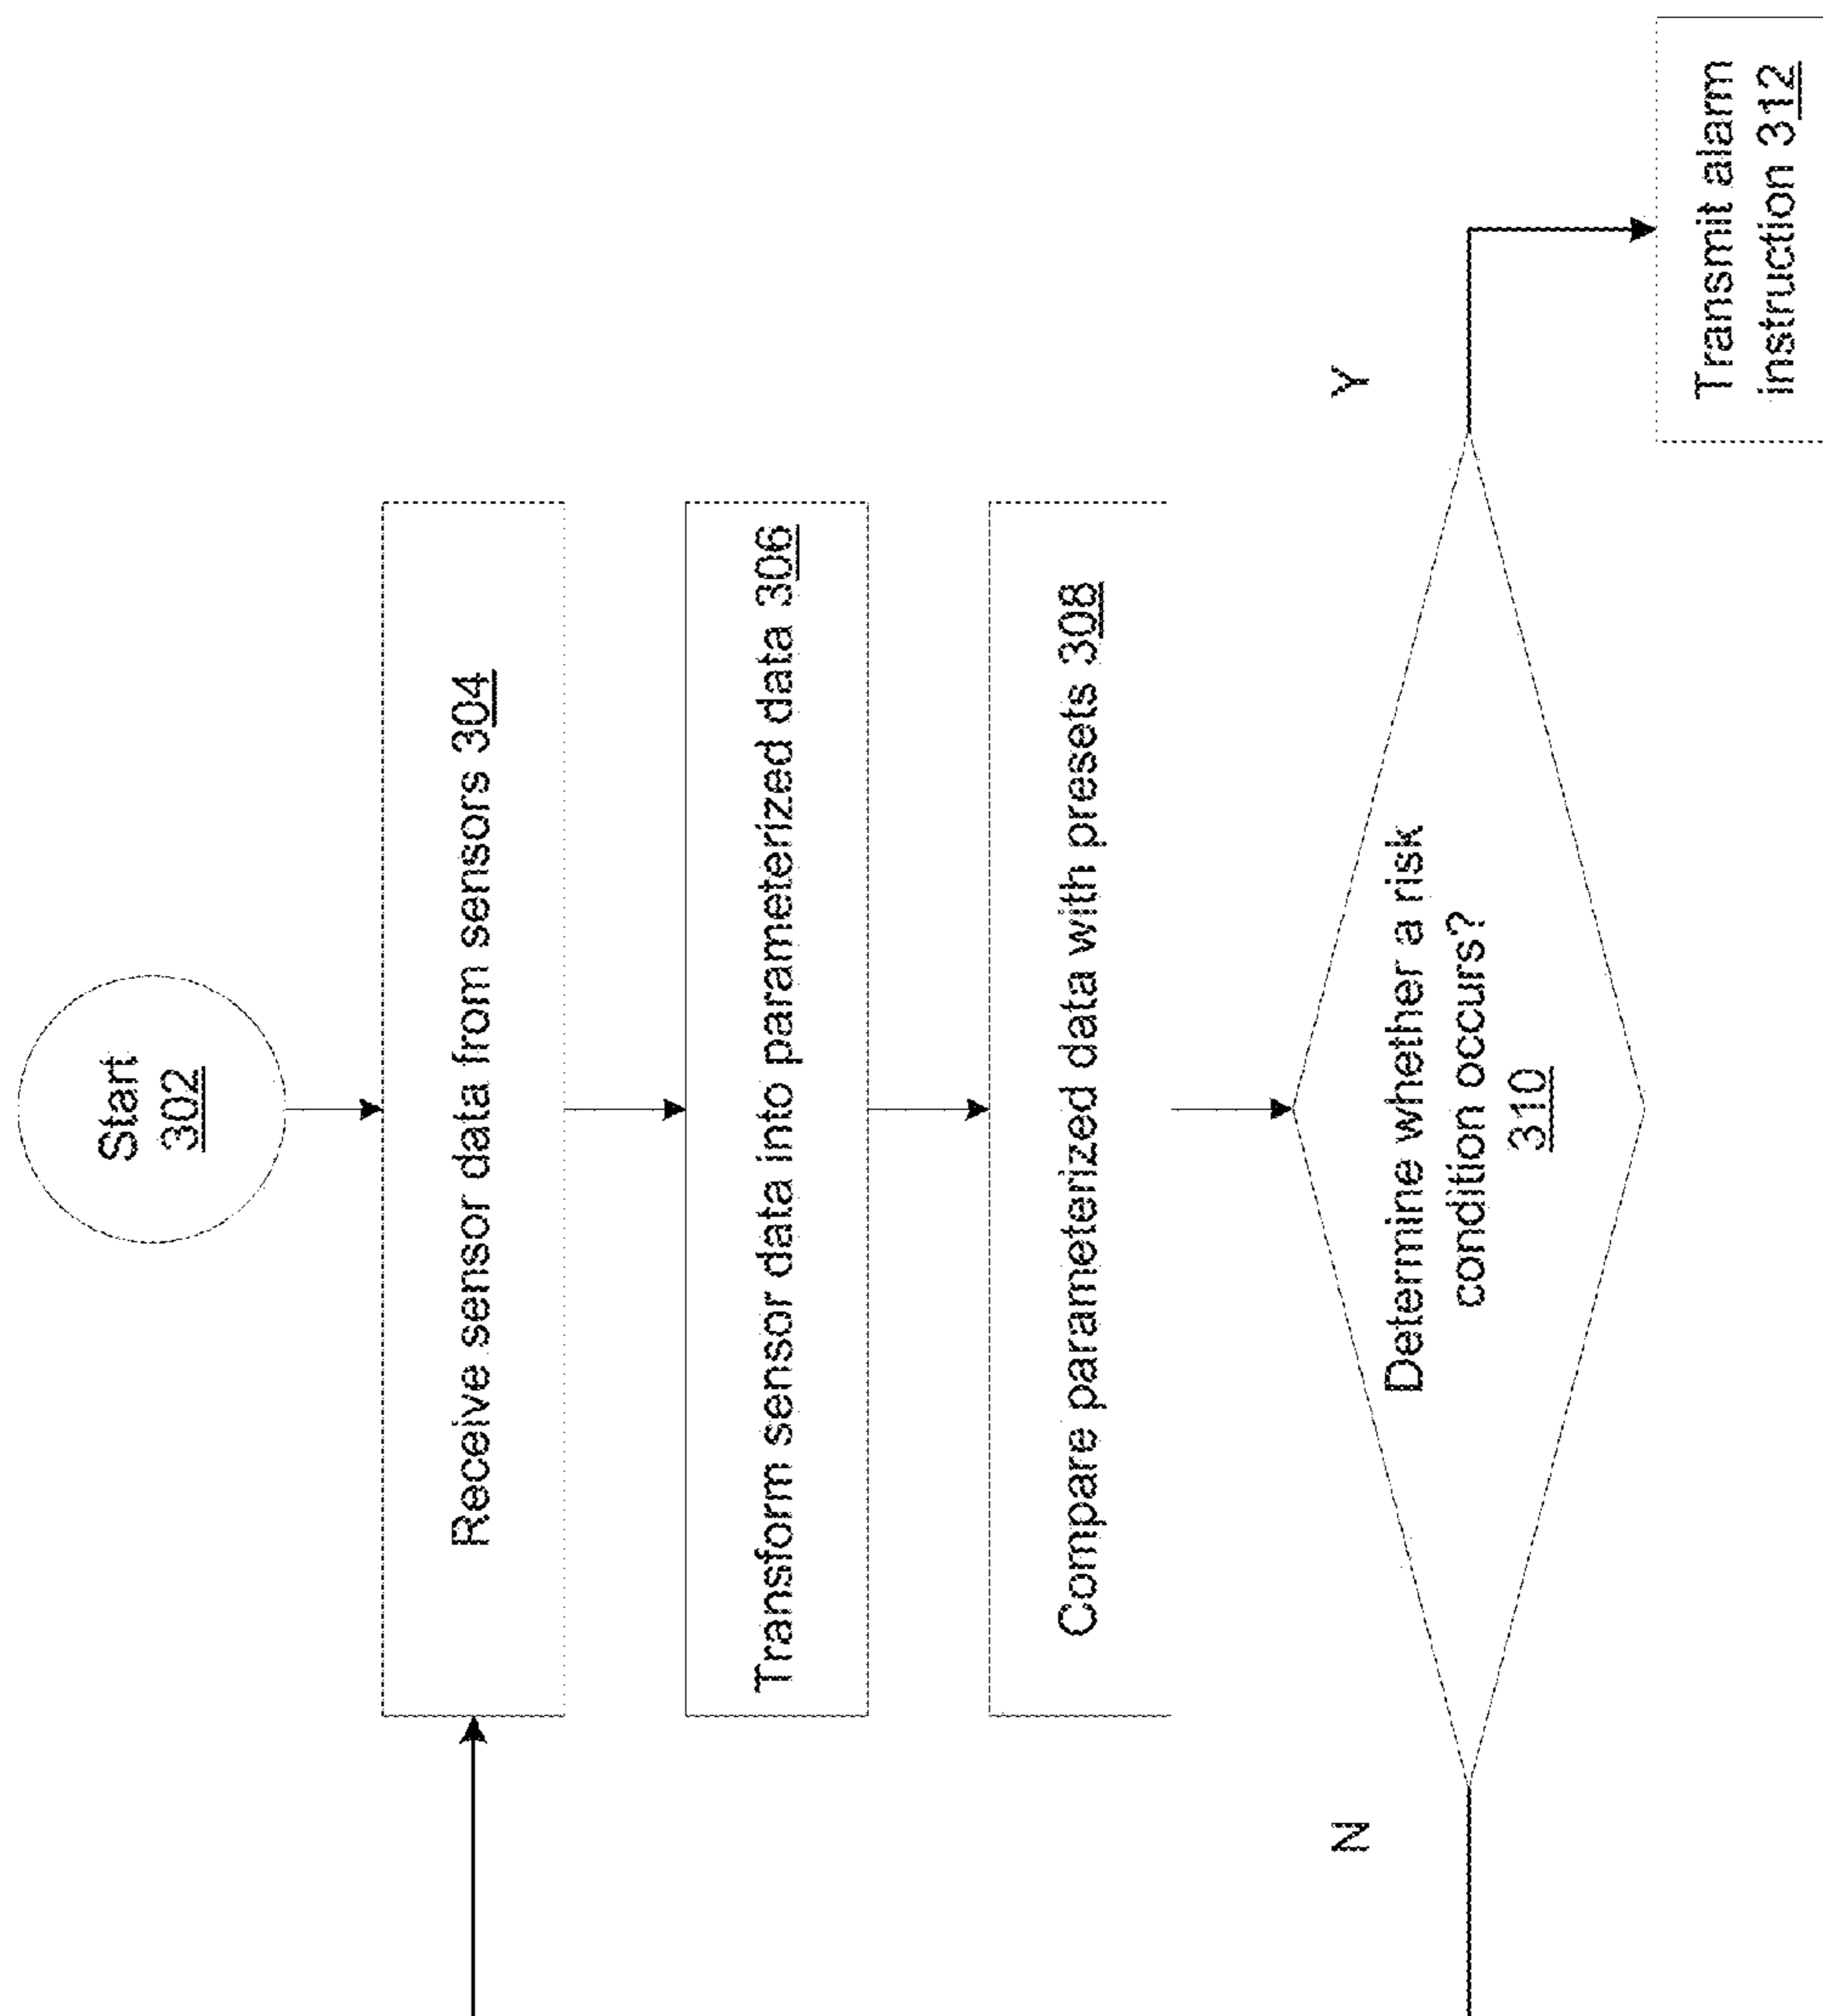 Start
302
Receive sensor data from sensors 304
Transform sensor data into parameterized data 306
Compare parameterized data with presets 308
Determine whether a risk
condition occurs?
310
N
Y
Transmit alarm
instruction 312